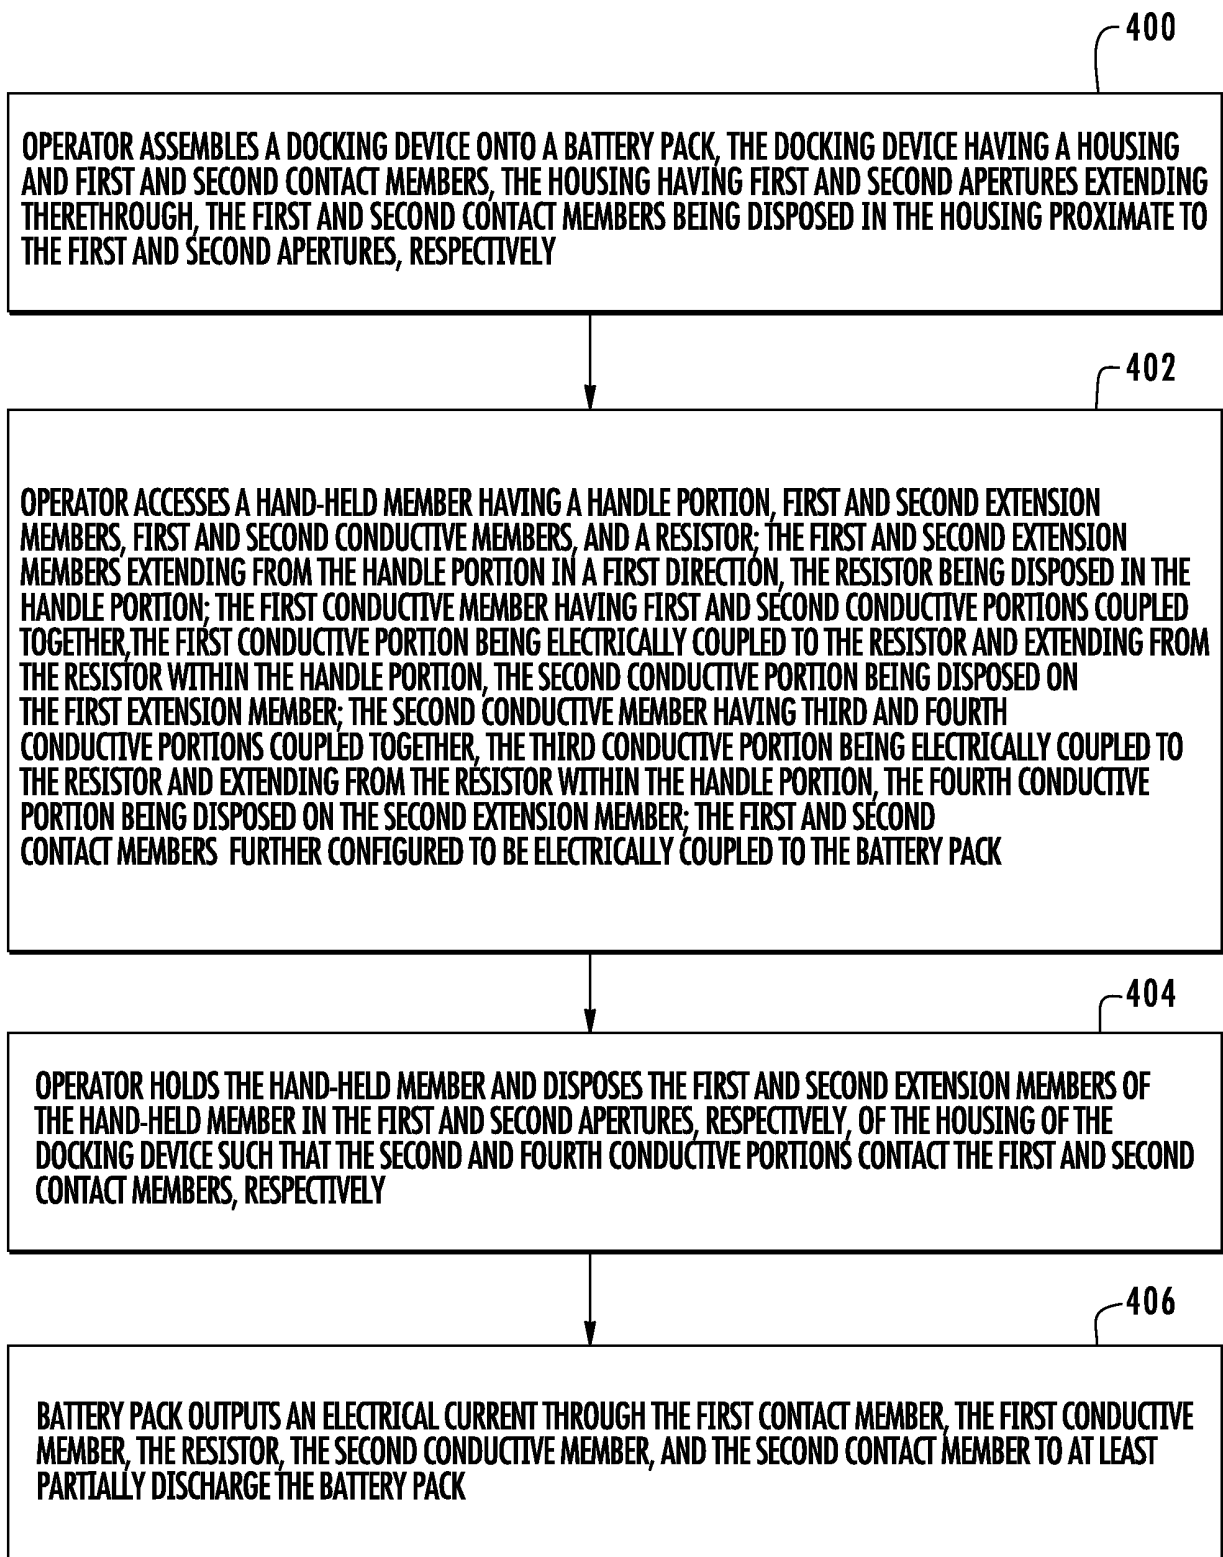 400
OPERATOR ASSEMBLES A DOCKING DEVICE ONTO A BATTERY PACK, THE DOCKING DEVICE HAVING A HOUSING
AND FIRST AND SECOND CONTACT MEMBERS, THE HOUSING HAVING FIRST AND SECOND APERTURES EXTENDING
THERETHROUGH, THE FIRST AND SECOND CONTACT MEMBERS BEING DISPOSED IN THE HOUSING PROXIMATE TO
THE FIRST AND SECOND APERTURES, RESPECTIVELY
402
OPERATOR ACCESSES A HAND-HELD MEMBER HAVING A HANDLE PORTION, FIRST AND SECOND EXTENSION
MEMBERS, FIRST AND SECOND CONDUCTIVE MEMBERS, AND A RESISTOR; THE FIRST AND SECOND EXTENSION
MEMBERS EXTENDING FROM THE HANDLE PORTION IN A FIRST DIRECTION, THE RESISTOR BEING DISPOSED IN THE
HANDLE PORTION; THE FIRST CONDUCTIVE MEMBER HAVING FIRST AND SECOND CONDUCTIVE PORTIONS COUPLED
TOGETHER,THE FIRST CONDUCTIVE PORTION BEING ELECTRICALLY COUPLED TO THE RESISTOR AND EXTENDING FROM
THE RESISTOR WITHIN THE HANDLE PORTION, THE SECOND CONDUCTIVE PORTION BEING DISPOSED ON
THE FIRST EXTENSION MEMBER; THE SECOND CONDUCTIVE MEMBER HAVING THIRD AND FOURTH
CONDUCTIVE PORTIONS COUPLED TOGETHER, THE THIRD CONDUCTIVE PORTION BEING ELECTRICALLY COUPLED TO
THE RESISTOR AND EXTENDING FROM THE RESISTOR WITHIN THE HANDLE PORTION, THE FOURTH CONDUCTIVE
PORTION BEING DISPOSED ON THE SECOND EXTENSION MEMBER; THE FIRST AND SECOND
CONTACT MEMBERS FURTHER CONFIGURED TO BE ELECTRICALLY COUPLED TO THE BATTERY PACK
404
OPERATOR HOLDS THE HAND-HELD MEMBER AND DISPOSES THE FIRST AND SECOND EXTENSION MEMBERS OF
THE HAND-HELD MEMBER IN THE FIRST AND SECOND APERTURES, RESPECTIVELY, OF THE HOUSING OF THE
DOCKING DEVICE SUCH THAT THE SECOND AND FOURTH CONDUCTIVE PORTIONS CONTACT THE FIRST AND SECOND
CONTACT MEMBERS, RESPECTIVELY
406
BATTERY PACK OUTPUTS AN ELECTRICAL CURRENT THROUGH THE FIRST CONTACT MEMBER, THE FIRST CONDUCTIVE
MEMBER, THE RESISTOR, THE SECOND CONDUCTIVE MEMBER, AND THE SECOND CONTACT MEMBER TO AT LEAST
PARTIALLY DISCHARGE THE BATTERY PACK